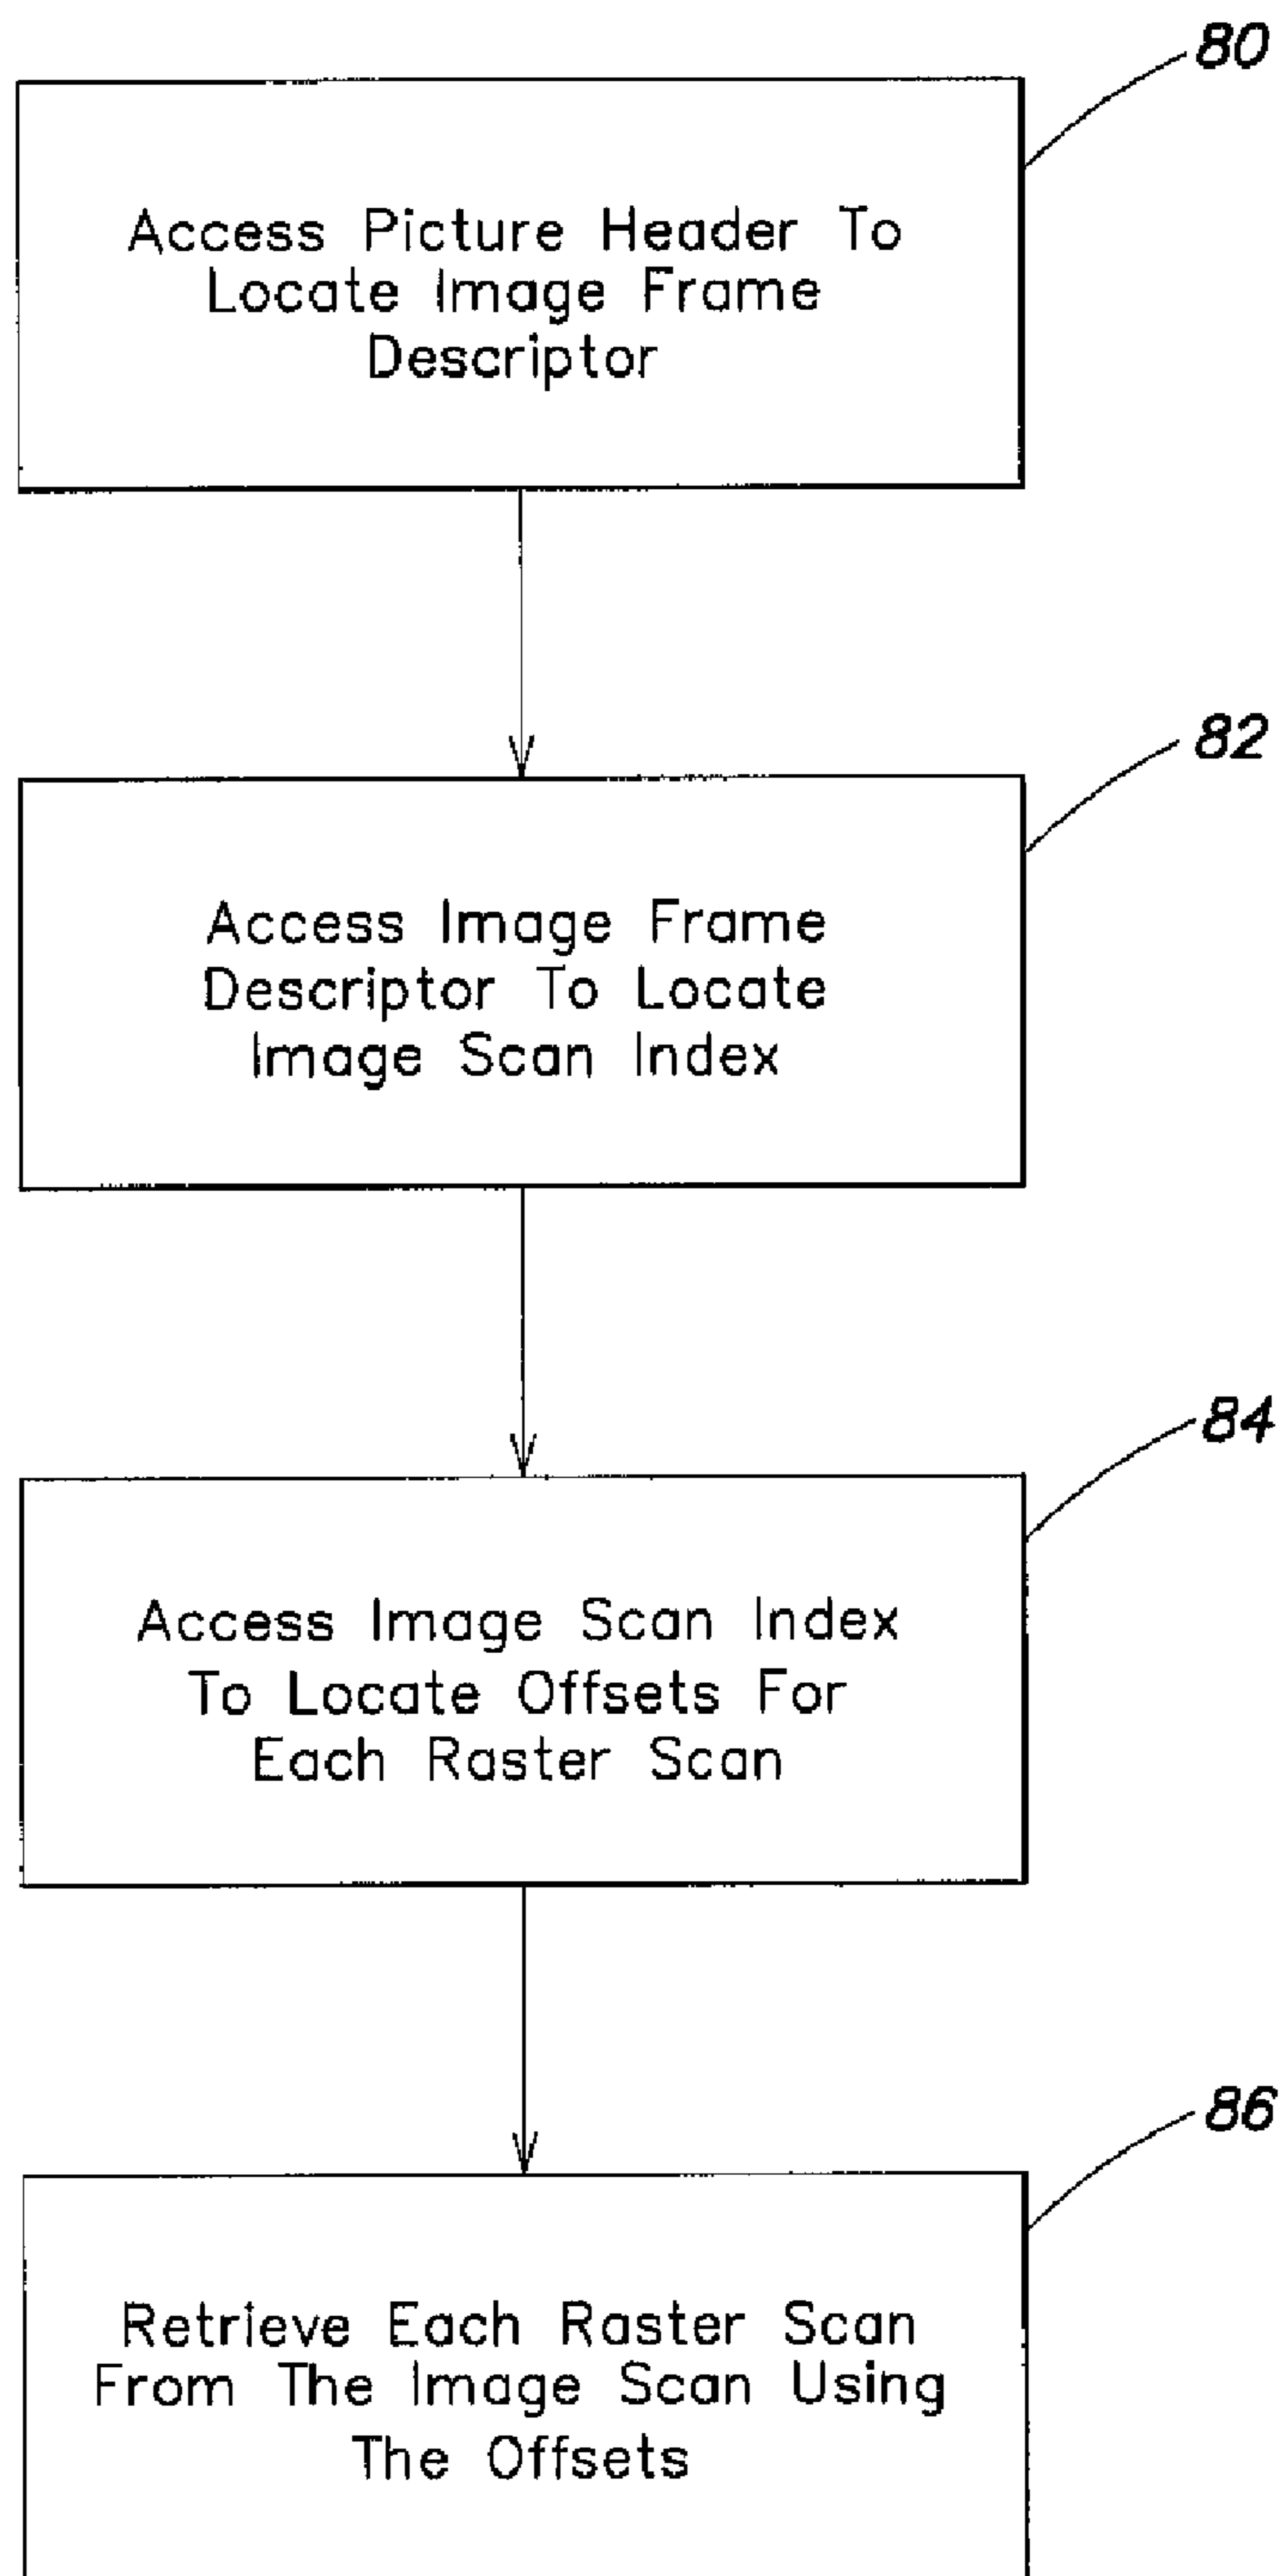 80
Access Picture Header To
Locate Image Frame
Descriptor
82
Access Image Frame
Descriptor To Locate
Image Scan Index
84
Access Image Scan Index
To Locate Offsets For
Each Raster Scan
86
Retrieve Each Raster Scan
From The Image Scan Using
The Offsets